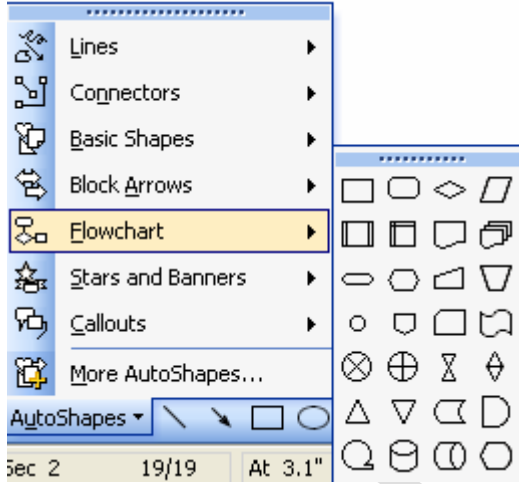 Lines
Connectors
Basic Shapes
Block Arrows
Flowchart
Stars and Banners
Callouts
More AutoShapes...
AutoShapes
Sec 2 19/19 At 3.1"